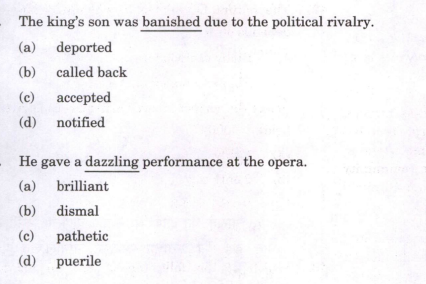 The king's son was banished due to the political rivalry.
(a) deported
(b) called back
(c) accepted
(d) notified
He gave a dazzling performance at the opera.
(a) brilliant
(b) dismal
(c) pathetic
(d) puerile